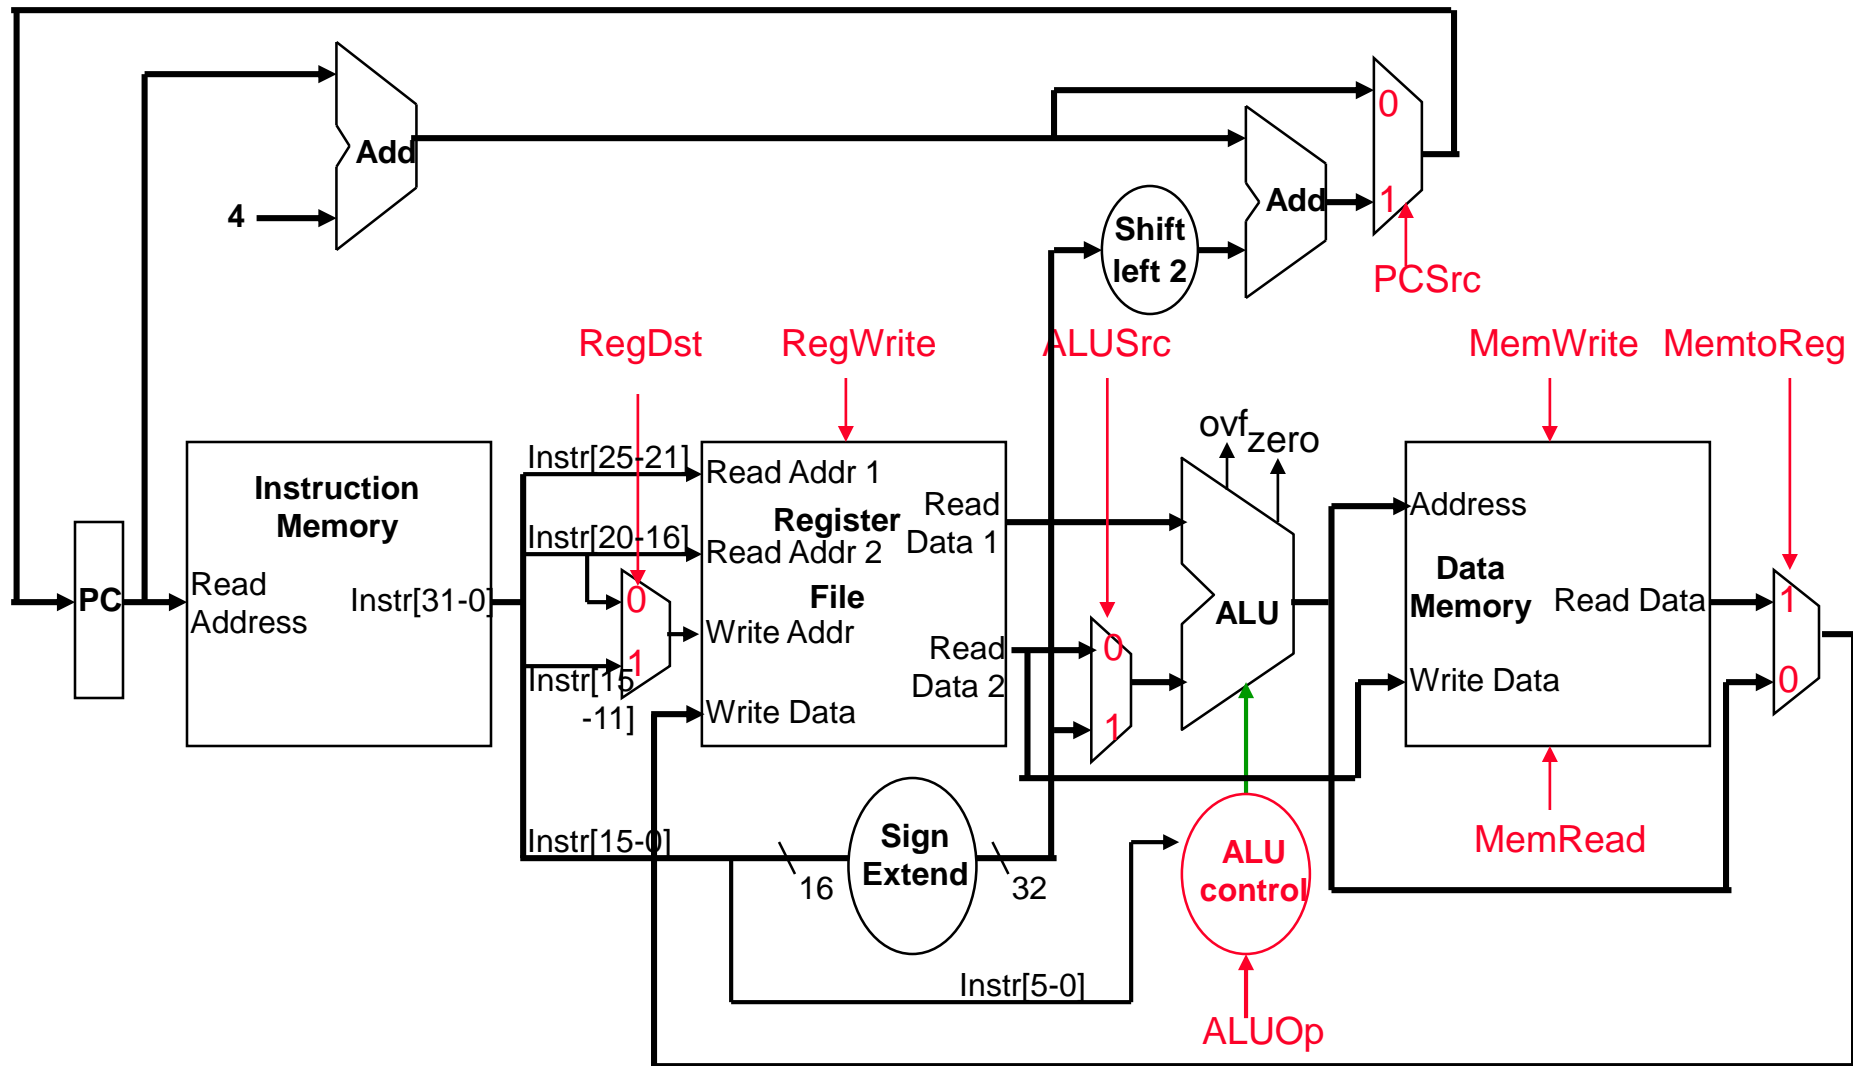 0
Add
4
Shift
left 2
Add
1
PCSrc
RegDst
RegWrite
ALUSrc
MemWrite
MemtoReg
ovf
zero
Instr[25-21]
Read Addr 1
Instruction
Memory
Read
Data 1
Register
Address
Instr[20-16]
Read Addr 2
PC
Read
Address
Instr[31-0]
0
File
Write Addr
ALU
Data
Memory
Read Data
1
1
Instr[15
-11]
Read
Data 2
0
Write Data
0
Write Data
1
Instr[15-0]
Sign
Extend
16
32
ALU
control
MemRead
Instr[5-0]
ALUOp